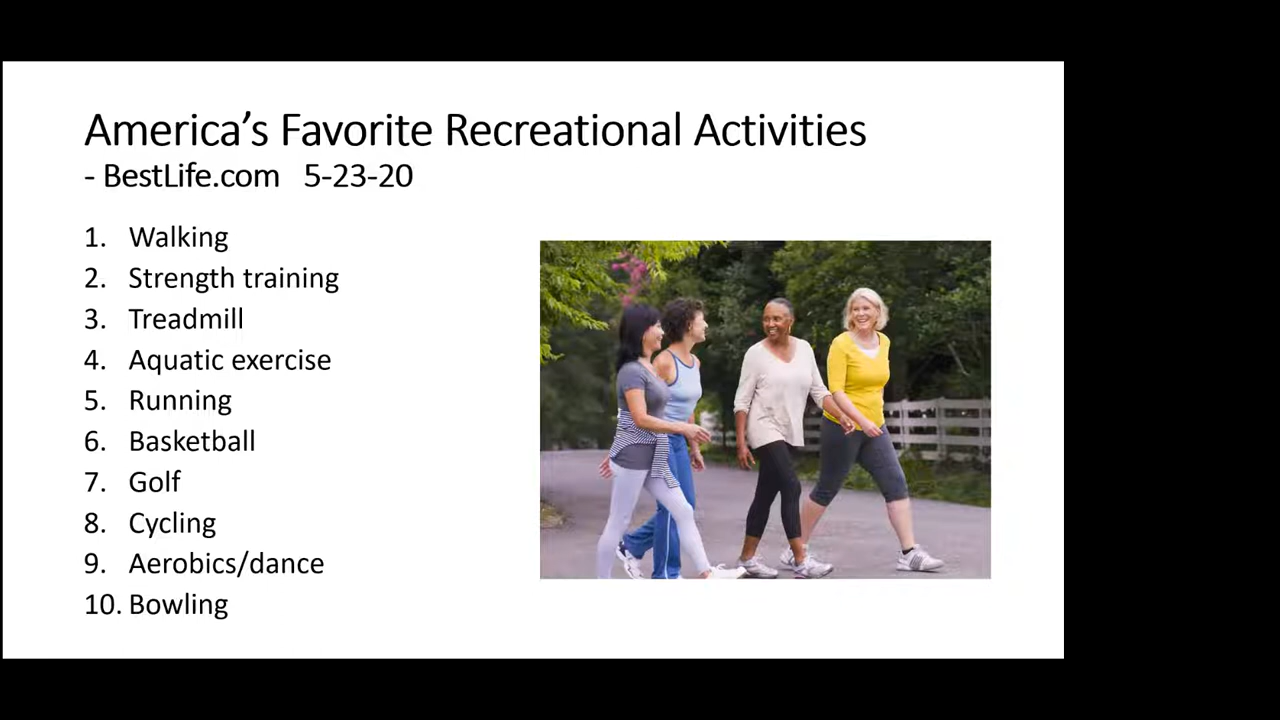 America's Favorite Recreational Activities
- BestLife.com 5-23-20
1. Walking
2. Strength training
3. Treadmill
4. Aquatic exercise
5. Running
6. Basketball
7. Golf
8. Cycling
9. Aerobics/dance
10. Bowling